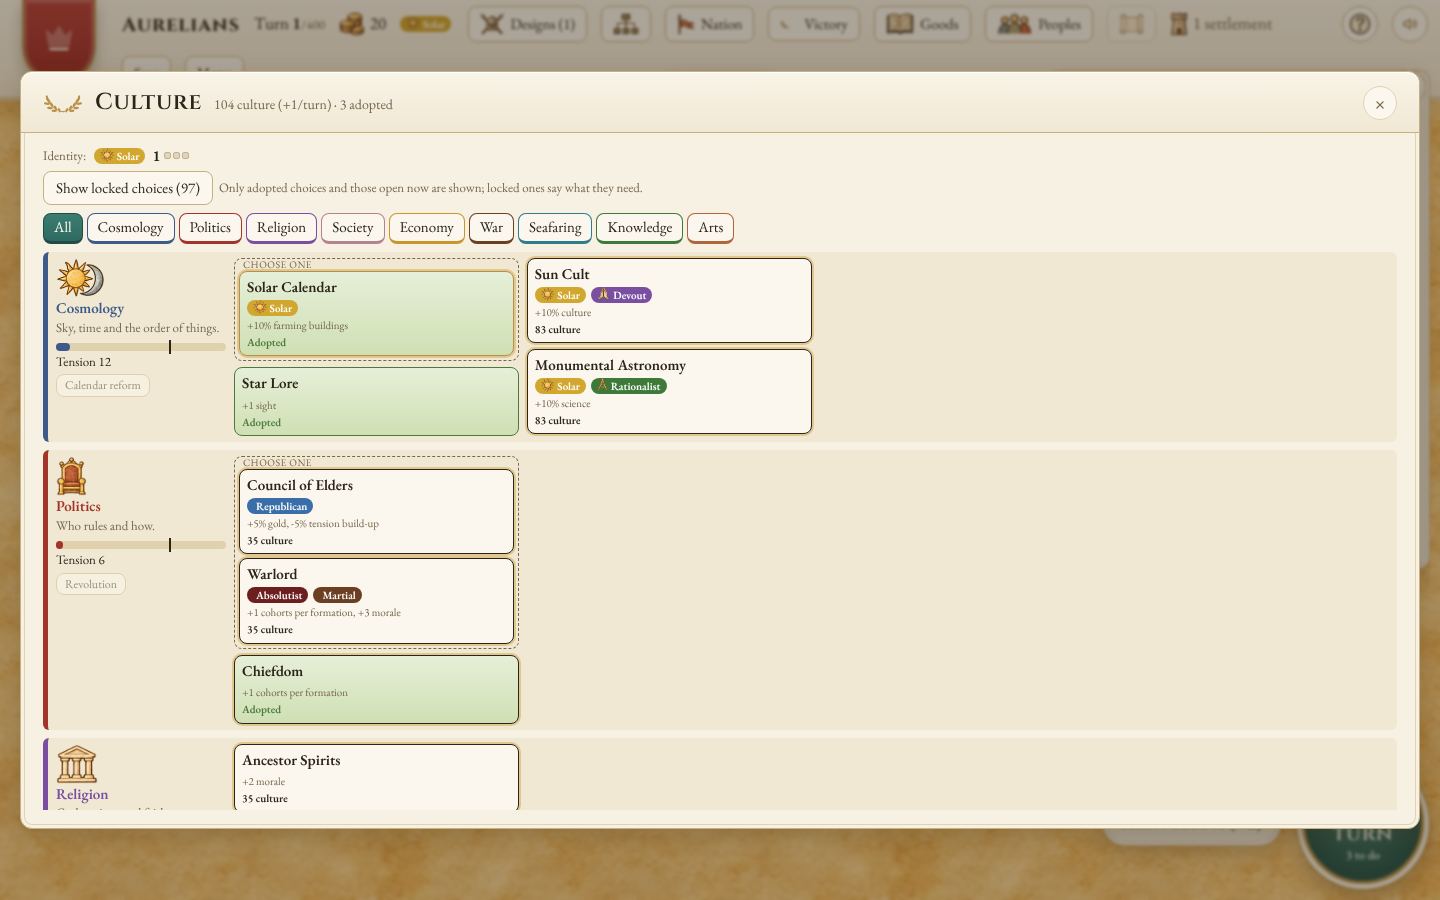 AURELIANS Turn 1/400 20 Solar Designs (1) Nation Victory Goods Peoples 1 settlement
CULTURE 104 culture (+1/turn) · 3 adopted ×
Identity: Solar 1
Show locked choices (97) Only adopted choices and those open now are shown; locked ones say what they need.
All Cosmology Politics Religion Society Economy War Seafaring Knowledge Arts
Cosmology
Sky, time and the order of things.
Tension 12
Calendar reform
CHOOSE ONE
Solar Calendar
Solar
+10% farming buildings
Adopted
Star Lore
+1 sight
Adopted
Sun Cult
Solar Devout
+10% culture
83 culture
Monumental Astronomy
Solar Rationalist
+10% science
83 culture
Politics
Who rules and how.
Tension 6
Revolution
CHOOSE ONE
Council of Elders
Republican
+5% gold, -5% tension build-up
35 culture
Warlord
Absolutist Martial
+1 cohorts per formation, +3 morale
35 culture
Chiefdom
+1 cohorts per formation
Adopted
Religion
Ancestor Spirits
+2 morale
35 culture
TURN
3 to do